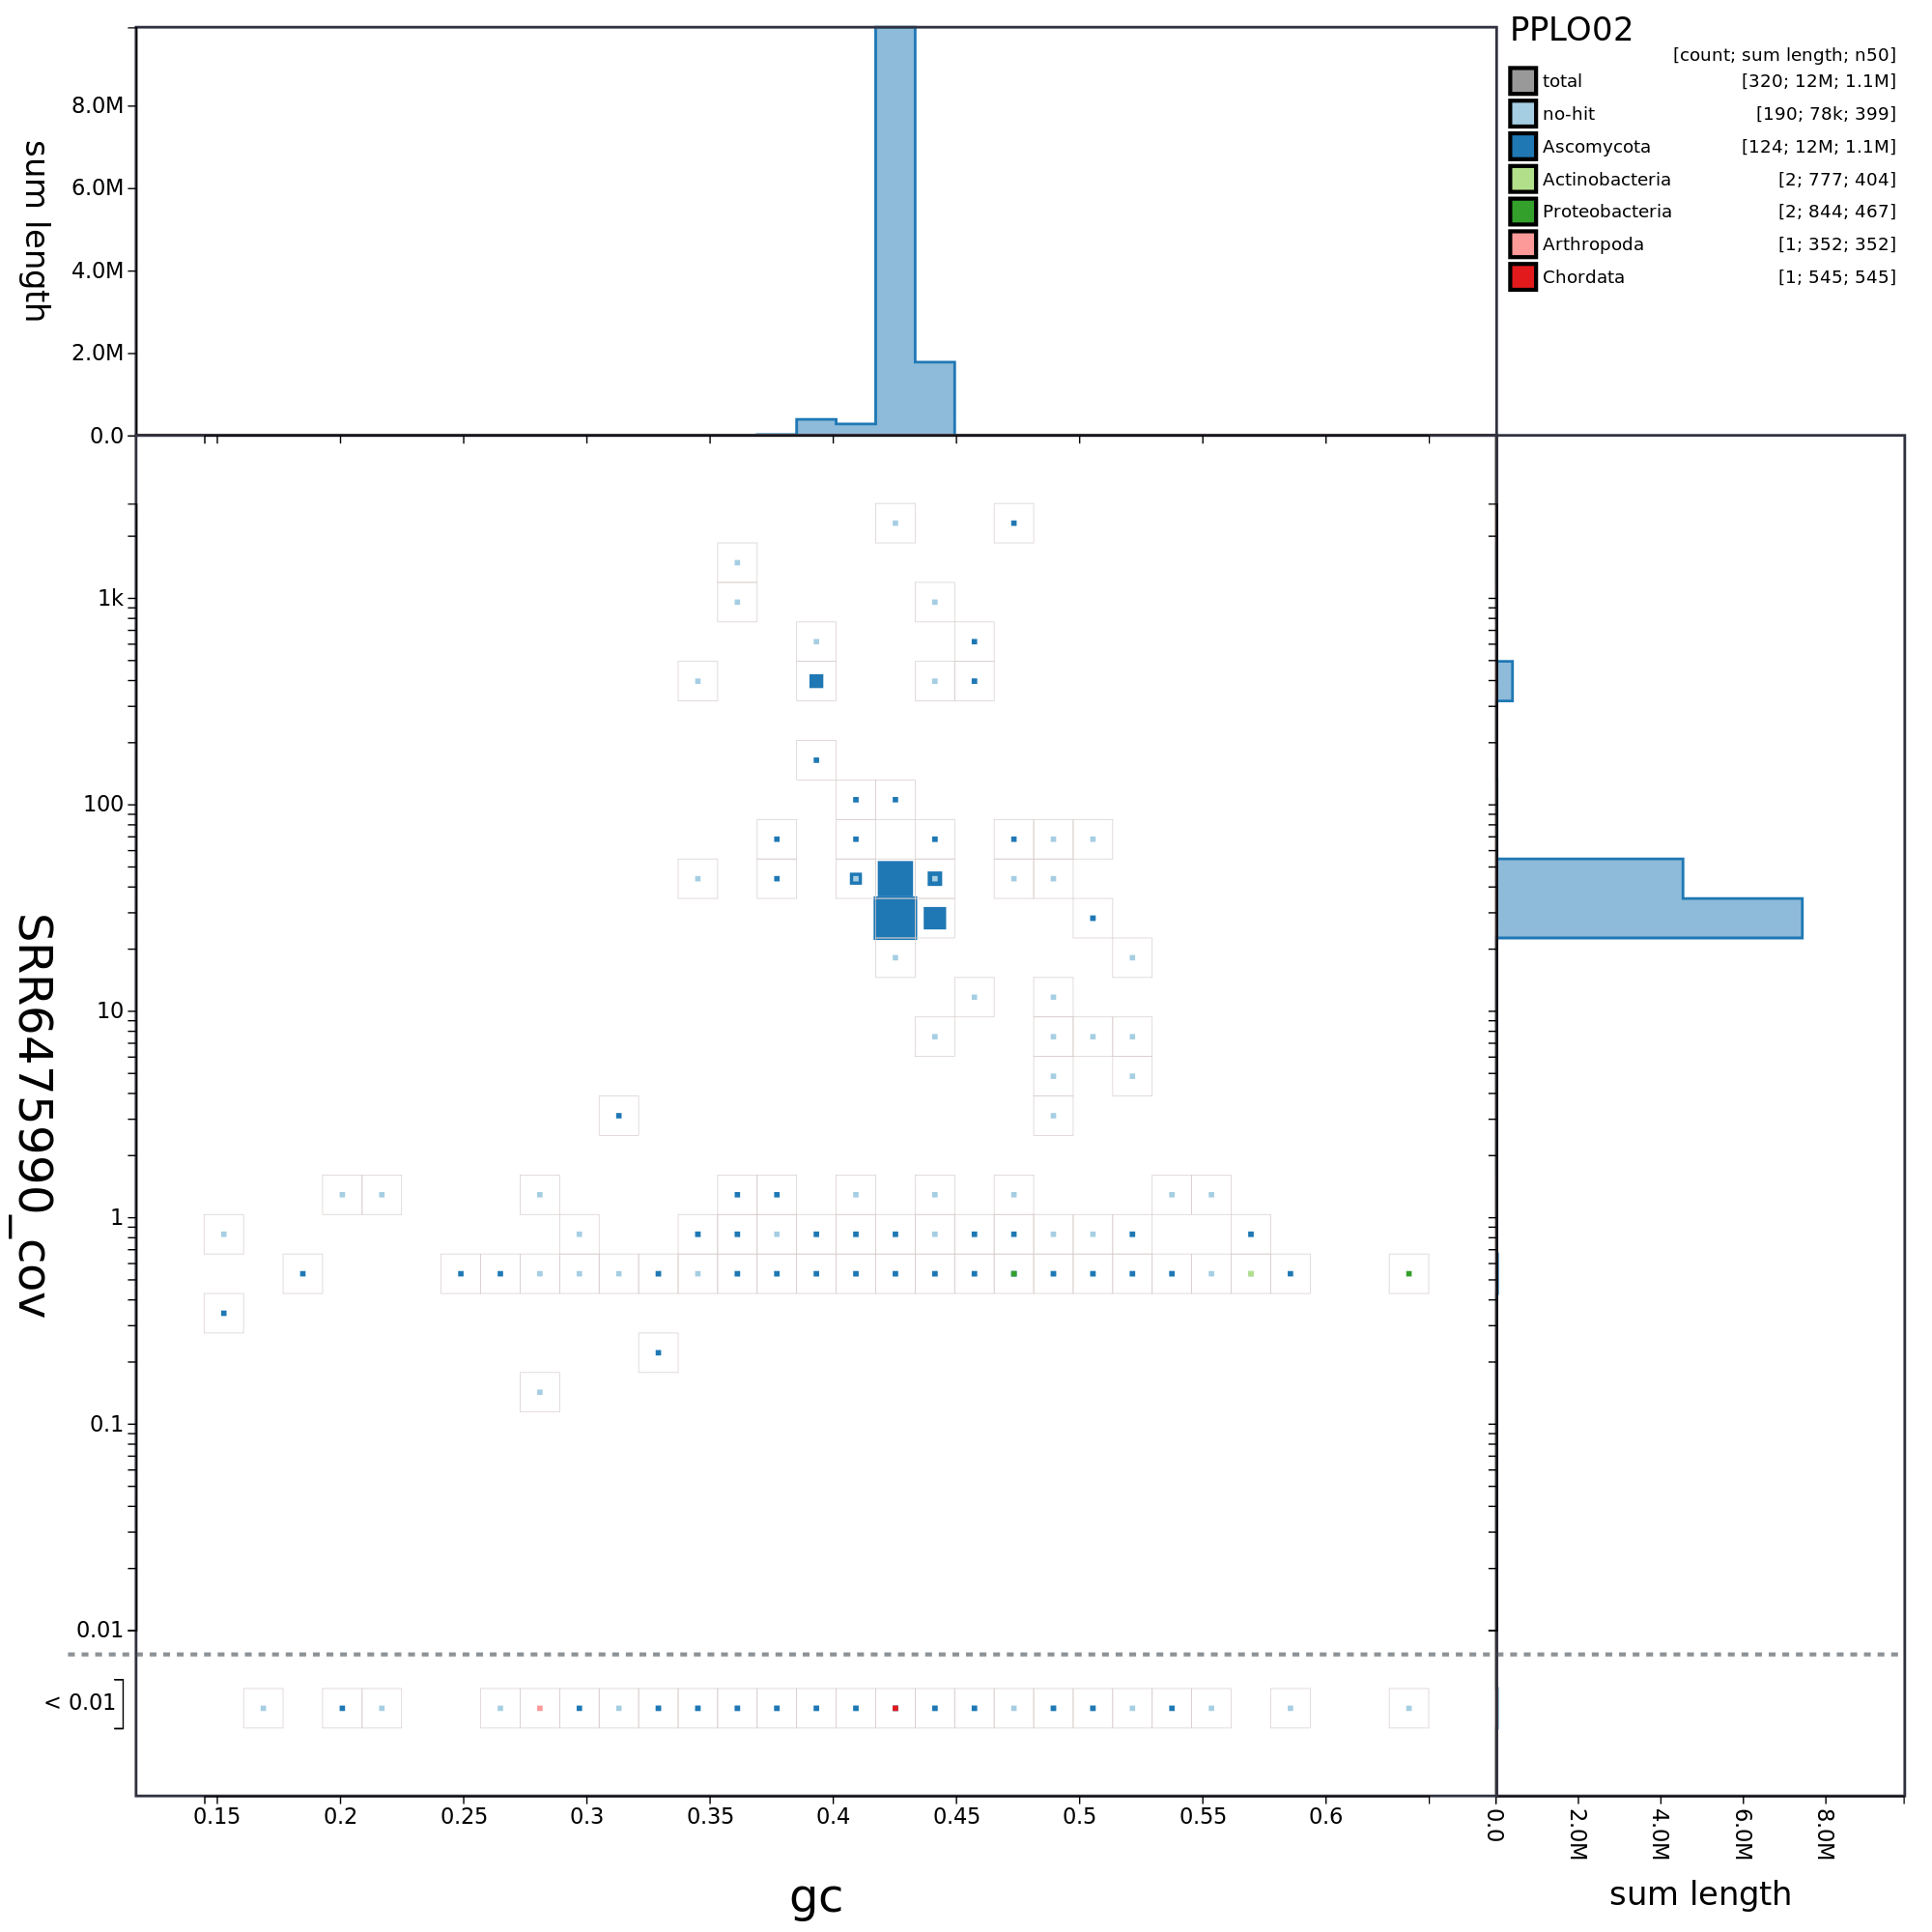 PPLO02
[count; sum length; n50]
total [320; 12M; 1.1M]
no-hit [190; 78k; 399]
Ascomycota [124; 12M; 1.1M]
Actinobacteria [2; 777; 404]
Proteobacteria [2; 844; 467]
Arthropoda [1; 352; 352]
Chordata [1; 545; 545]
sum length
8.0M
6.0M
4.0M
2.0M
0.0
SRR6475990_cov
1k
100
10
1
0.1
0.01
< 0.01
0.15 0.2 0.25 0.3 0.35 0.4 0.45 0.5 0.55 0.6
gc
0.0 2.0M 4.0M 6.0M 8.0M
sum length